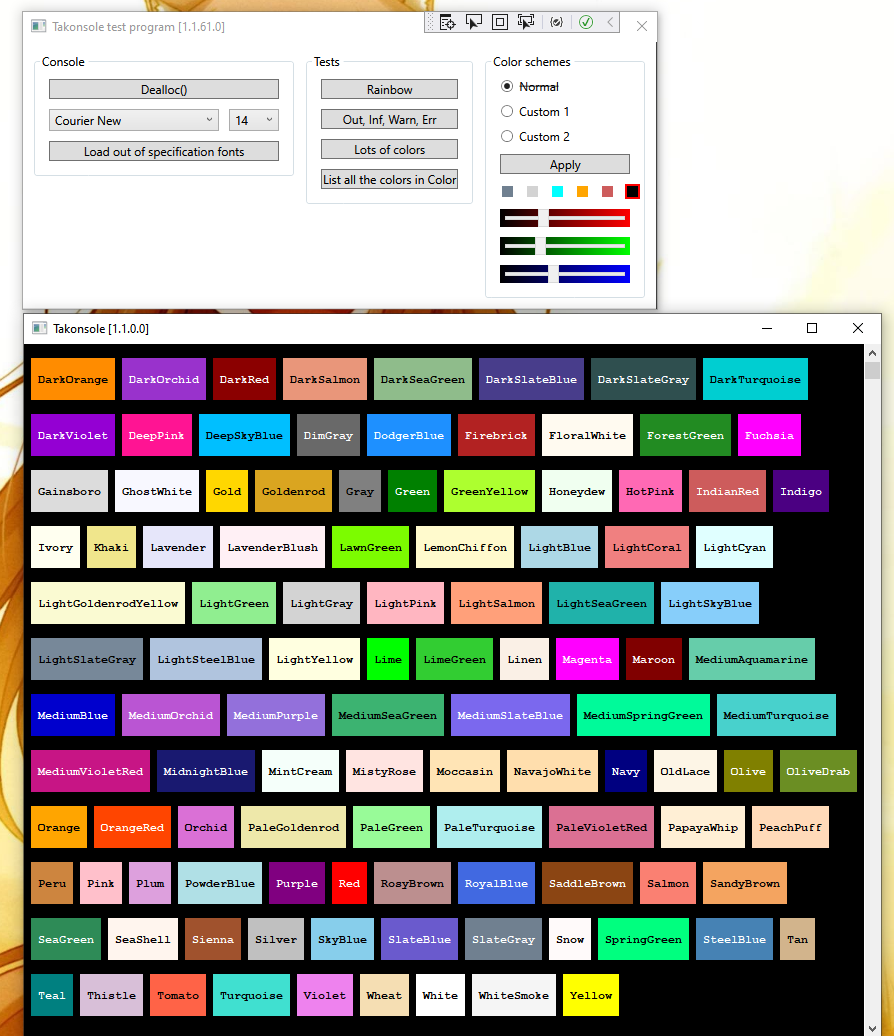 Takonsole test program [1.1.61.0]
Console
Dealloc()
Courier New 14
Load out of specification fonts
Tests
Rainbow
Out, Inf, Warn, Err
Lots of colors
List all the colors in Color
Color schemes
Normal
Custom 1
Custom 2
Apply
Takonsole [1.1.0.0]
DarkOrange DarkOrchid DarkRed DarkSalmon DarkSeaGreen DarkSlateBlue DarkSlateGray DarkTurquoise
DarkViolet DeepPink DeepSkyBlue DimGray DodgerBlue Firebrick FloralWhite ForestGreen Fuchsia
Gainsboro GhostWhite Gold Goldenrod Gray Green GreenYellow Honeydew HotPink IndianRed Indigo
Ivory Khaki Lavender LavenderBlush LawnGreen LemonChiffon LightBlue LightCoral LightCyan
LightGoldenrodYellow LightGreen LightGray LightPink LightSalmon LightSeaGreen LightSkyBlue
LightSlateGray LightSteelBlue LightYellow Lime LimeGreen Linen Magenta Maroon MediumAquamarine
MediumBlue MediumOrchid MediumPurple MediumSeaGreen MediumSlateBlue MediumSpringGreen MediumTurquoise
MediumVioletRed MidnightBlue MintCream MistyRose Moccasin NavajoWhite Navy OldLace Olive OliveDrab
Orange OrangeRed Orchid PaleGoldenrod PaleGreen PaleTurquoise PaleVioletRed PapayaWhip PeachPuff
Peru Pink Plum PowderBlue Purple Red RosyBrown RoyalBlue SaddleBrown Salmon SandyBrown
SeaGreen SeaShell Sienna Silver SkyBlue SlateBlue SlateGray Snow SpringGreen SteelBlue Tan
Teal Thistle Tomato Turquoise Violet Wheat White WhiteSmoke Yellow